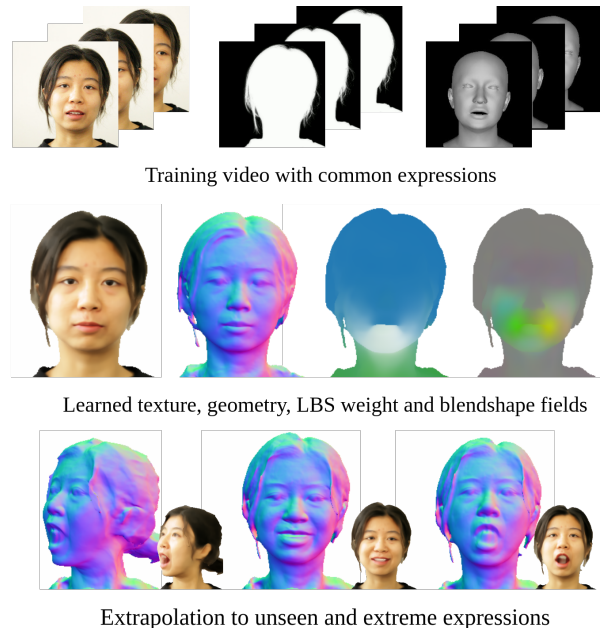 Training video with common expressions
Learned texture, geometry, LBS weight and blendshape fields
Extrapolation to unseen and extreme expressions